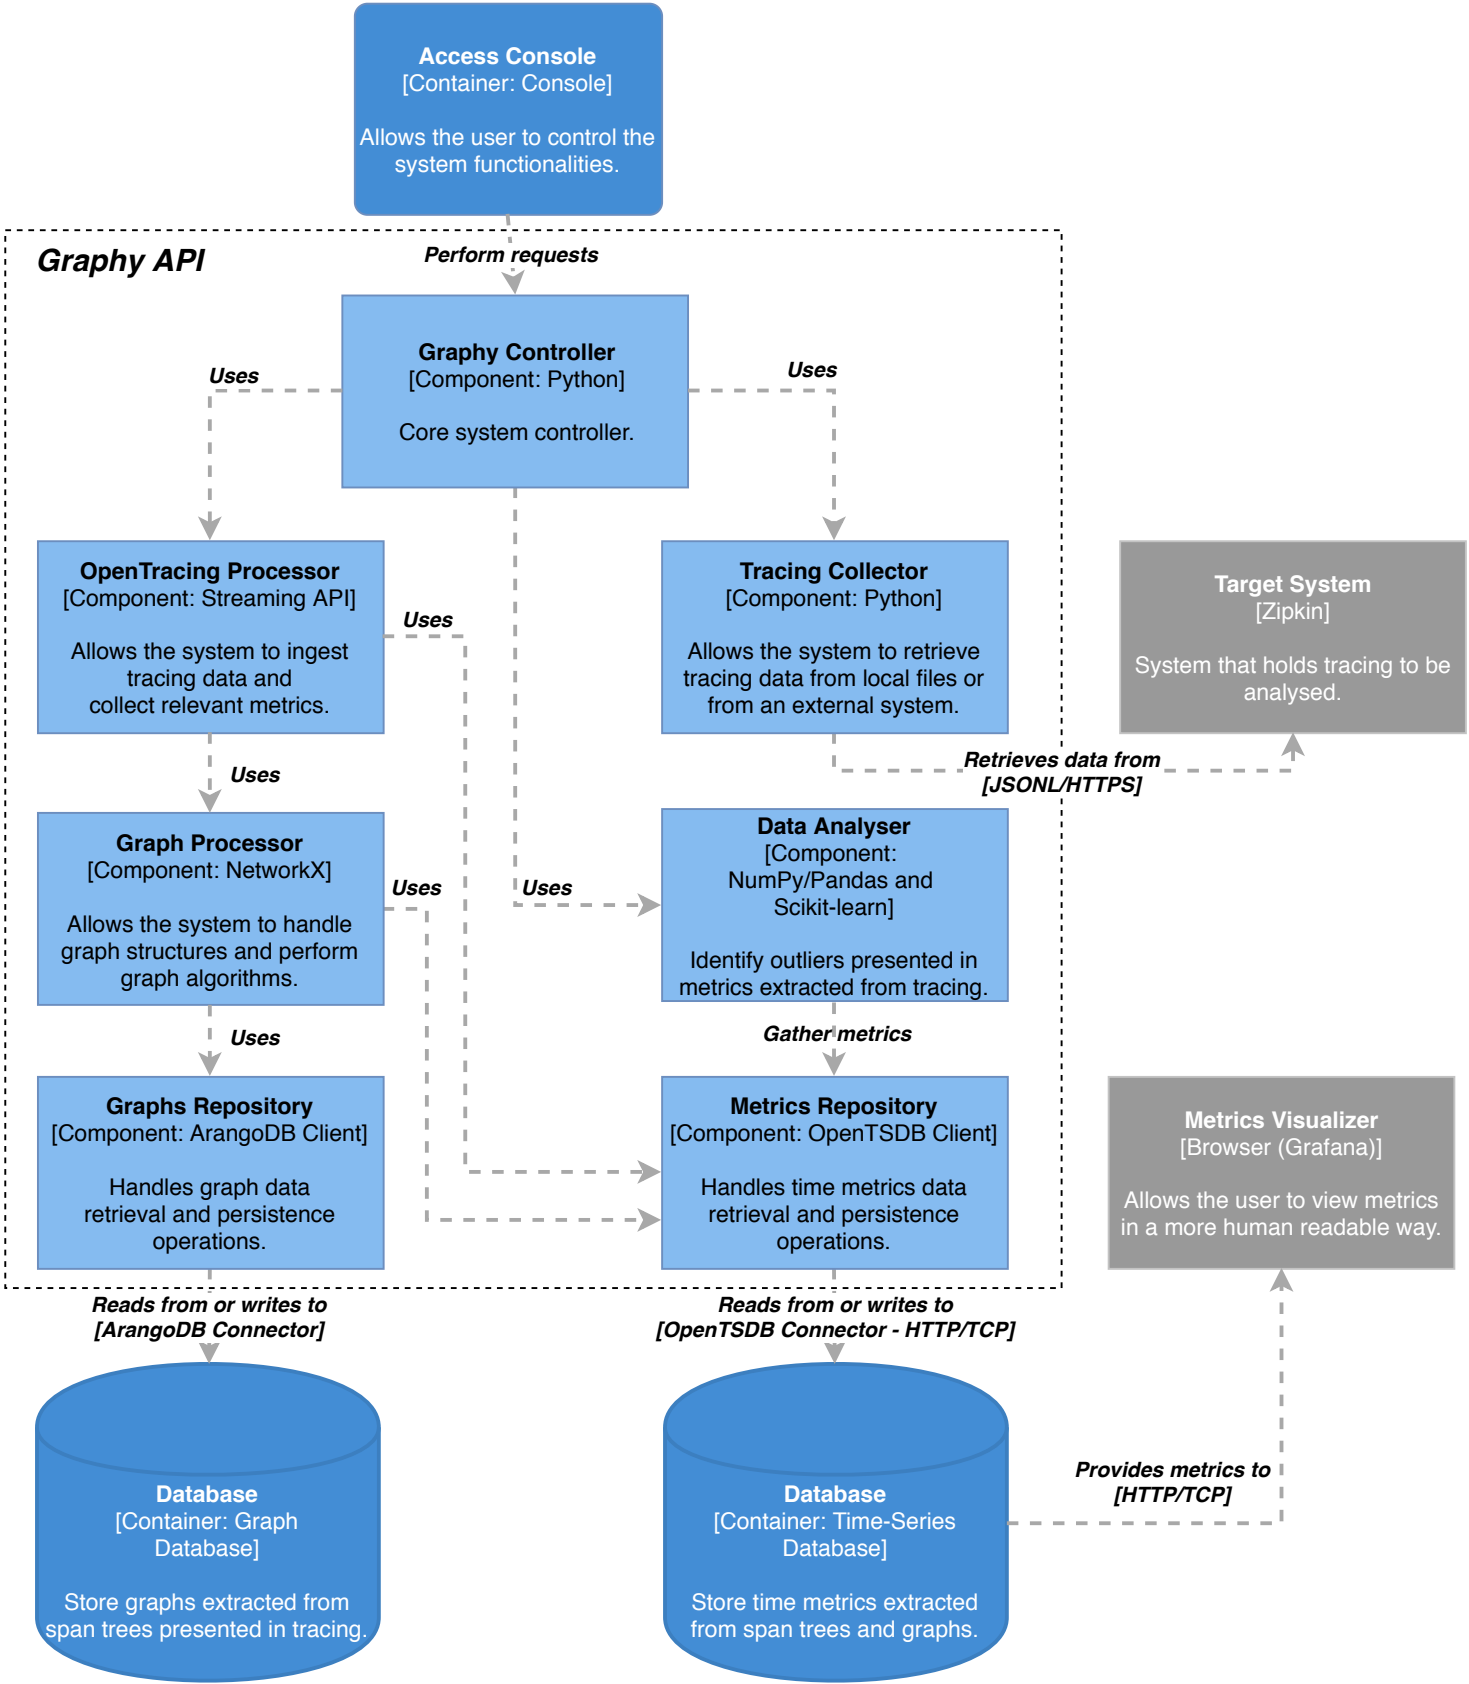 Access Console
[Container: Console]
Allows the user to control the
system functionalities.
Graphy API
Perform requests
Graphy Controller
[Component: Python]
Core system controller.
Uses
Uses
OpenTracing Processor
[Component: Streaming API]
Allows the system to ingest
tracing data and
collect relevant metrics.
Uses
Tracing Collector
[Component: Python]
Allows the system to retrieve
tracing data from local files or
from an external system.
Target System
[Zipkin]
System that holds tracing to be
analysed.
Uses
Retrieves data from
[JSONL/HTTPS]
Graph Processor
[Component: NetworkX]
Allows the system to handle
graph structures and perform
graph algorithms.
Uses
Uses
Data Analyser
[Component:
NumPy/Pandas and
Scikit-learn]
Identify outliers presented in
metrics extracted from tracing.
Uses
Gather metrics
Graphs Repository
[Component: ArangoDB Client]
Handles graph data
retrieval and persistence
operations.
Metrics Repository
[Component: OpenTSDB Client]
Handles time metrics data
retrieval and persistence
operations.
Metrics Visualizer
[Browser (Grafana)]
Allows the user to view metrics
in a more human readable way.
Reads from or writes to
[ArangoDB Connector]
Reads from or writes to
[OpenTSDB Connector - HTTP/TCP]
Database
[Container: Graph
Database]
Store graphs extracted from
span trees presented in tracing.
Database
[Container: Time-Series
Database]
Store time metrics extracted
from span trees and graphs.
Provides metrics to
[HTTP/TCP]